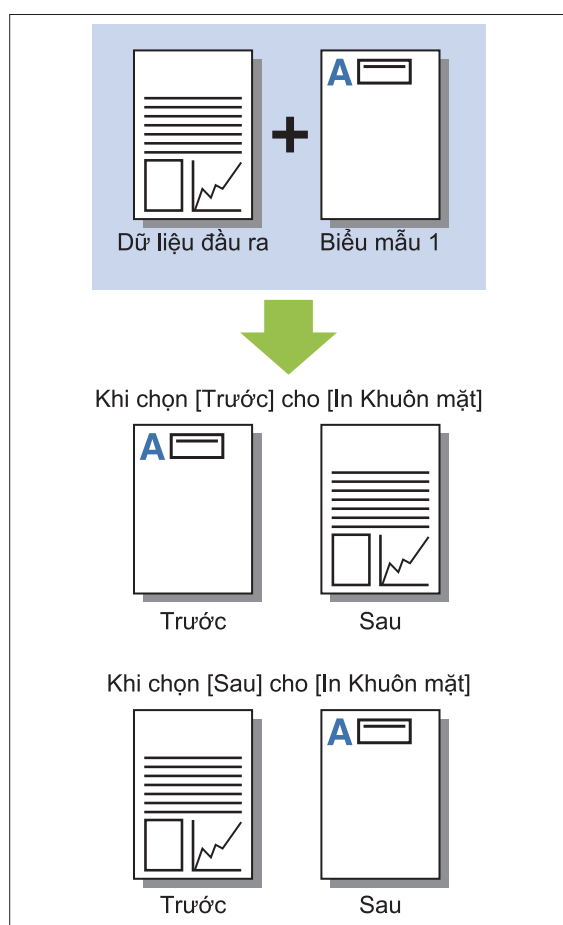 A
Dữ liệu đầu ra
Biểu mẫu 1
Khi chọn [Trước] cho [In Khuôn mặt]
A
Trước
Sau
Khi chọn [Sau] cho [In Khuôn mặt]
A
Trước
Sau